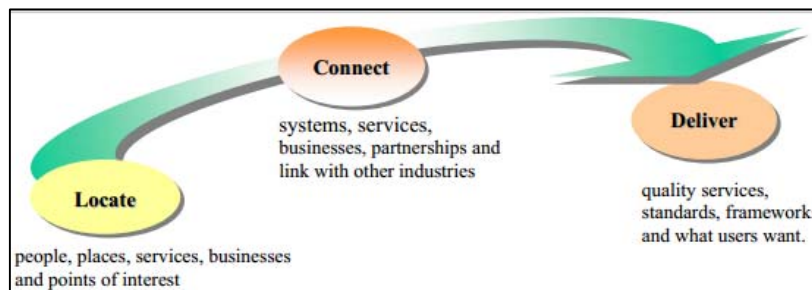 Connect
systems, services,
businesses, partnerships and
link with other industries
Deliver
quality services,
standards, framework
and what users want.
Locate
people, places, services, businesses
and points of interest